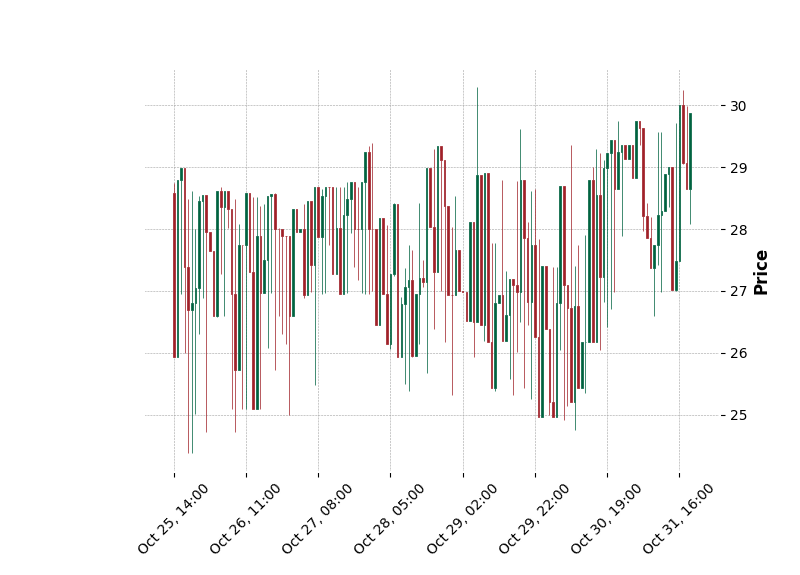 30
29
28
27
26
25
Price
Oct 25, 14:00
Oct 26, 11:00
Oct 27, 08:00
Oct 28, 05:00
Oct 29, 02:00
Oct 29, 22:00
Oct 30, 19:00
Oct 31, 16:00